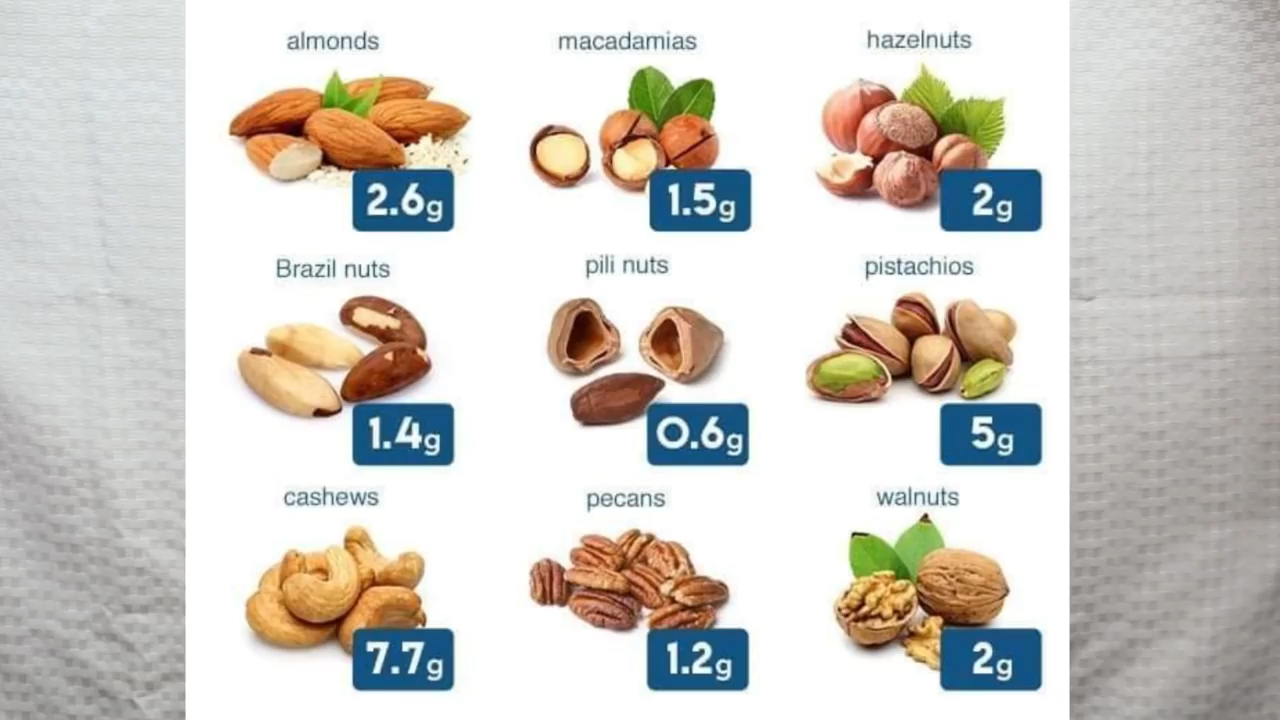 almonds
macadamias
hazelnuts
2.6g
1.5g
2g
Brazil nuts
pili nuts
pistachios
1.4g
0.6g
5g
cashews
pecans
walnuts
7.7g
1.2g
2g